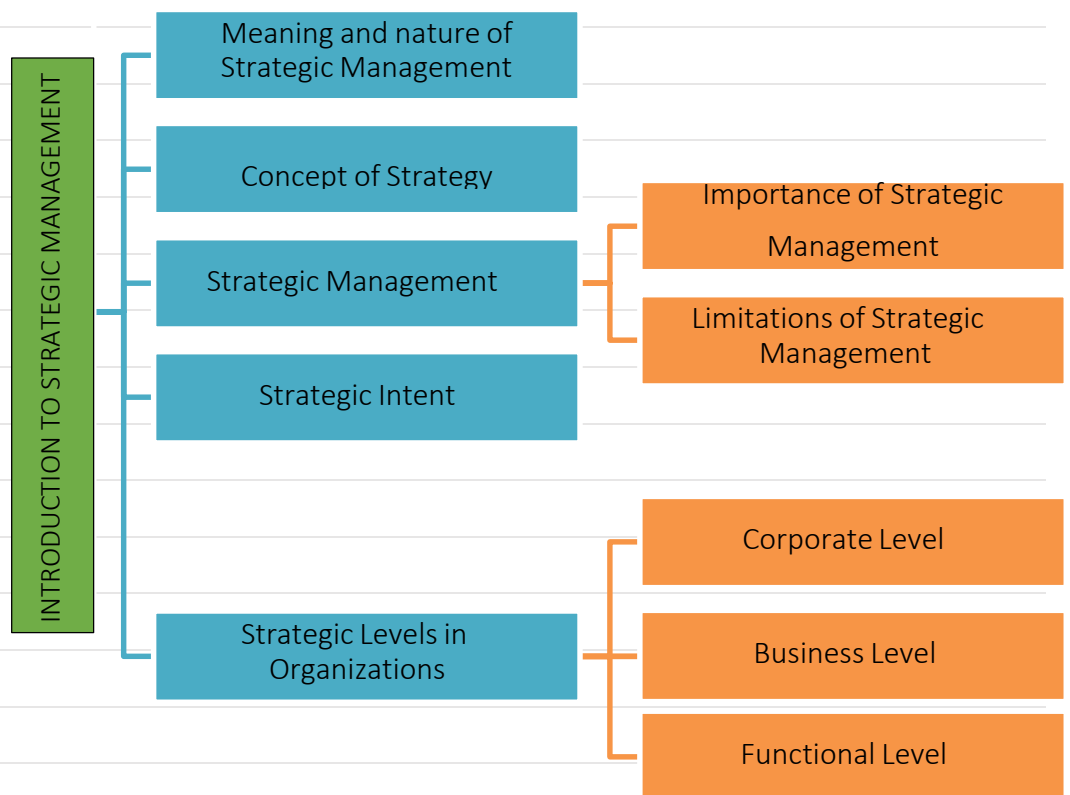 INTRODUCTION TO STRATEGIC MANAGEMENT
Meaning and nature of
Strategic Management
Concept of Strategy
Strategic Management
Importance of Strategic
Management
Limitations of Strategic
Management
Strategic Intent
Strategic Levels in
Organizations
Corporate Level
Business Level
Functional Level